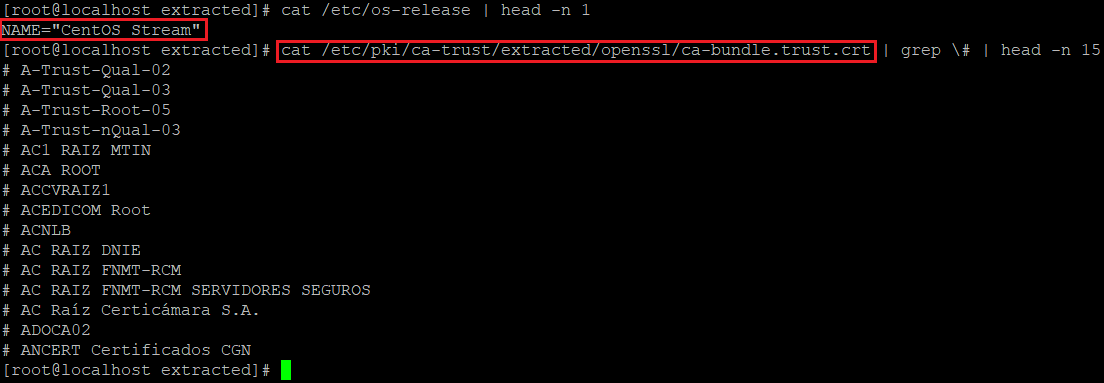 [root@localhost extracted]# cat /etc/os-release | head -n 1
NAME="CentOS Stream"
[root@localhost extracted]# cat /etc/pki/ca-trust/extracted/openssl/ca-bundle.trust.crt | grep \# | head -n 15
# A-Trust-Qual-02
# A-Trust-Qual-03
# A-Trust-Root-05
# A-Trust-nQual-03
# AC1 RAIZ MTIN
# ACA ROOT
# ACCVRAIZ1
# ACEDICOM Root
# ACNLB
# AC RAIZ DNIE
# AC RAIZ FNMT-RCM
# AC RAIZ FNMT-RCM SERVIDORES SEGUROS
# AC Raíz Certicámara S.A.
# ADOCA02
# ANCERT Certificados CGN
[root@localhost extracted]#